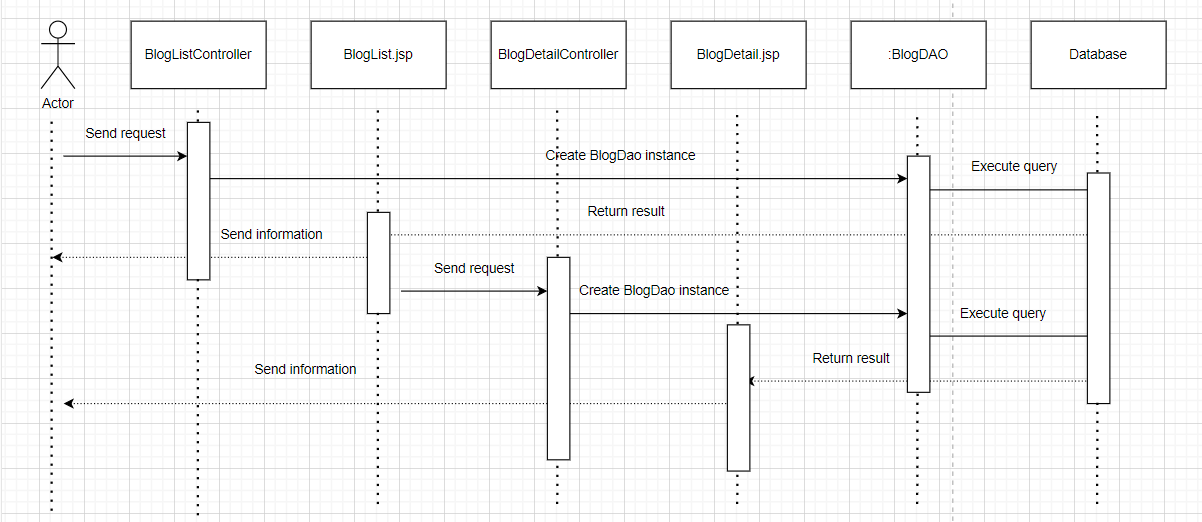 BlogListController
BlogList.jsp
BlogDetailController
BlogDetail.jsp
:BlogDAO
Database
Actor
Send request
Create BlogDao instance
Execute query
Return result
Send information
Send request
Create BlogDao instance
Execute query
Return result
Send information